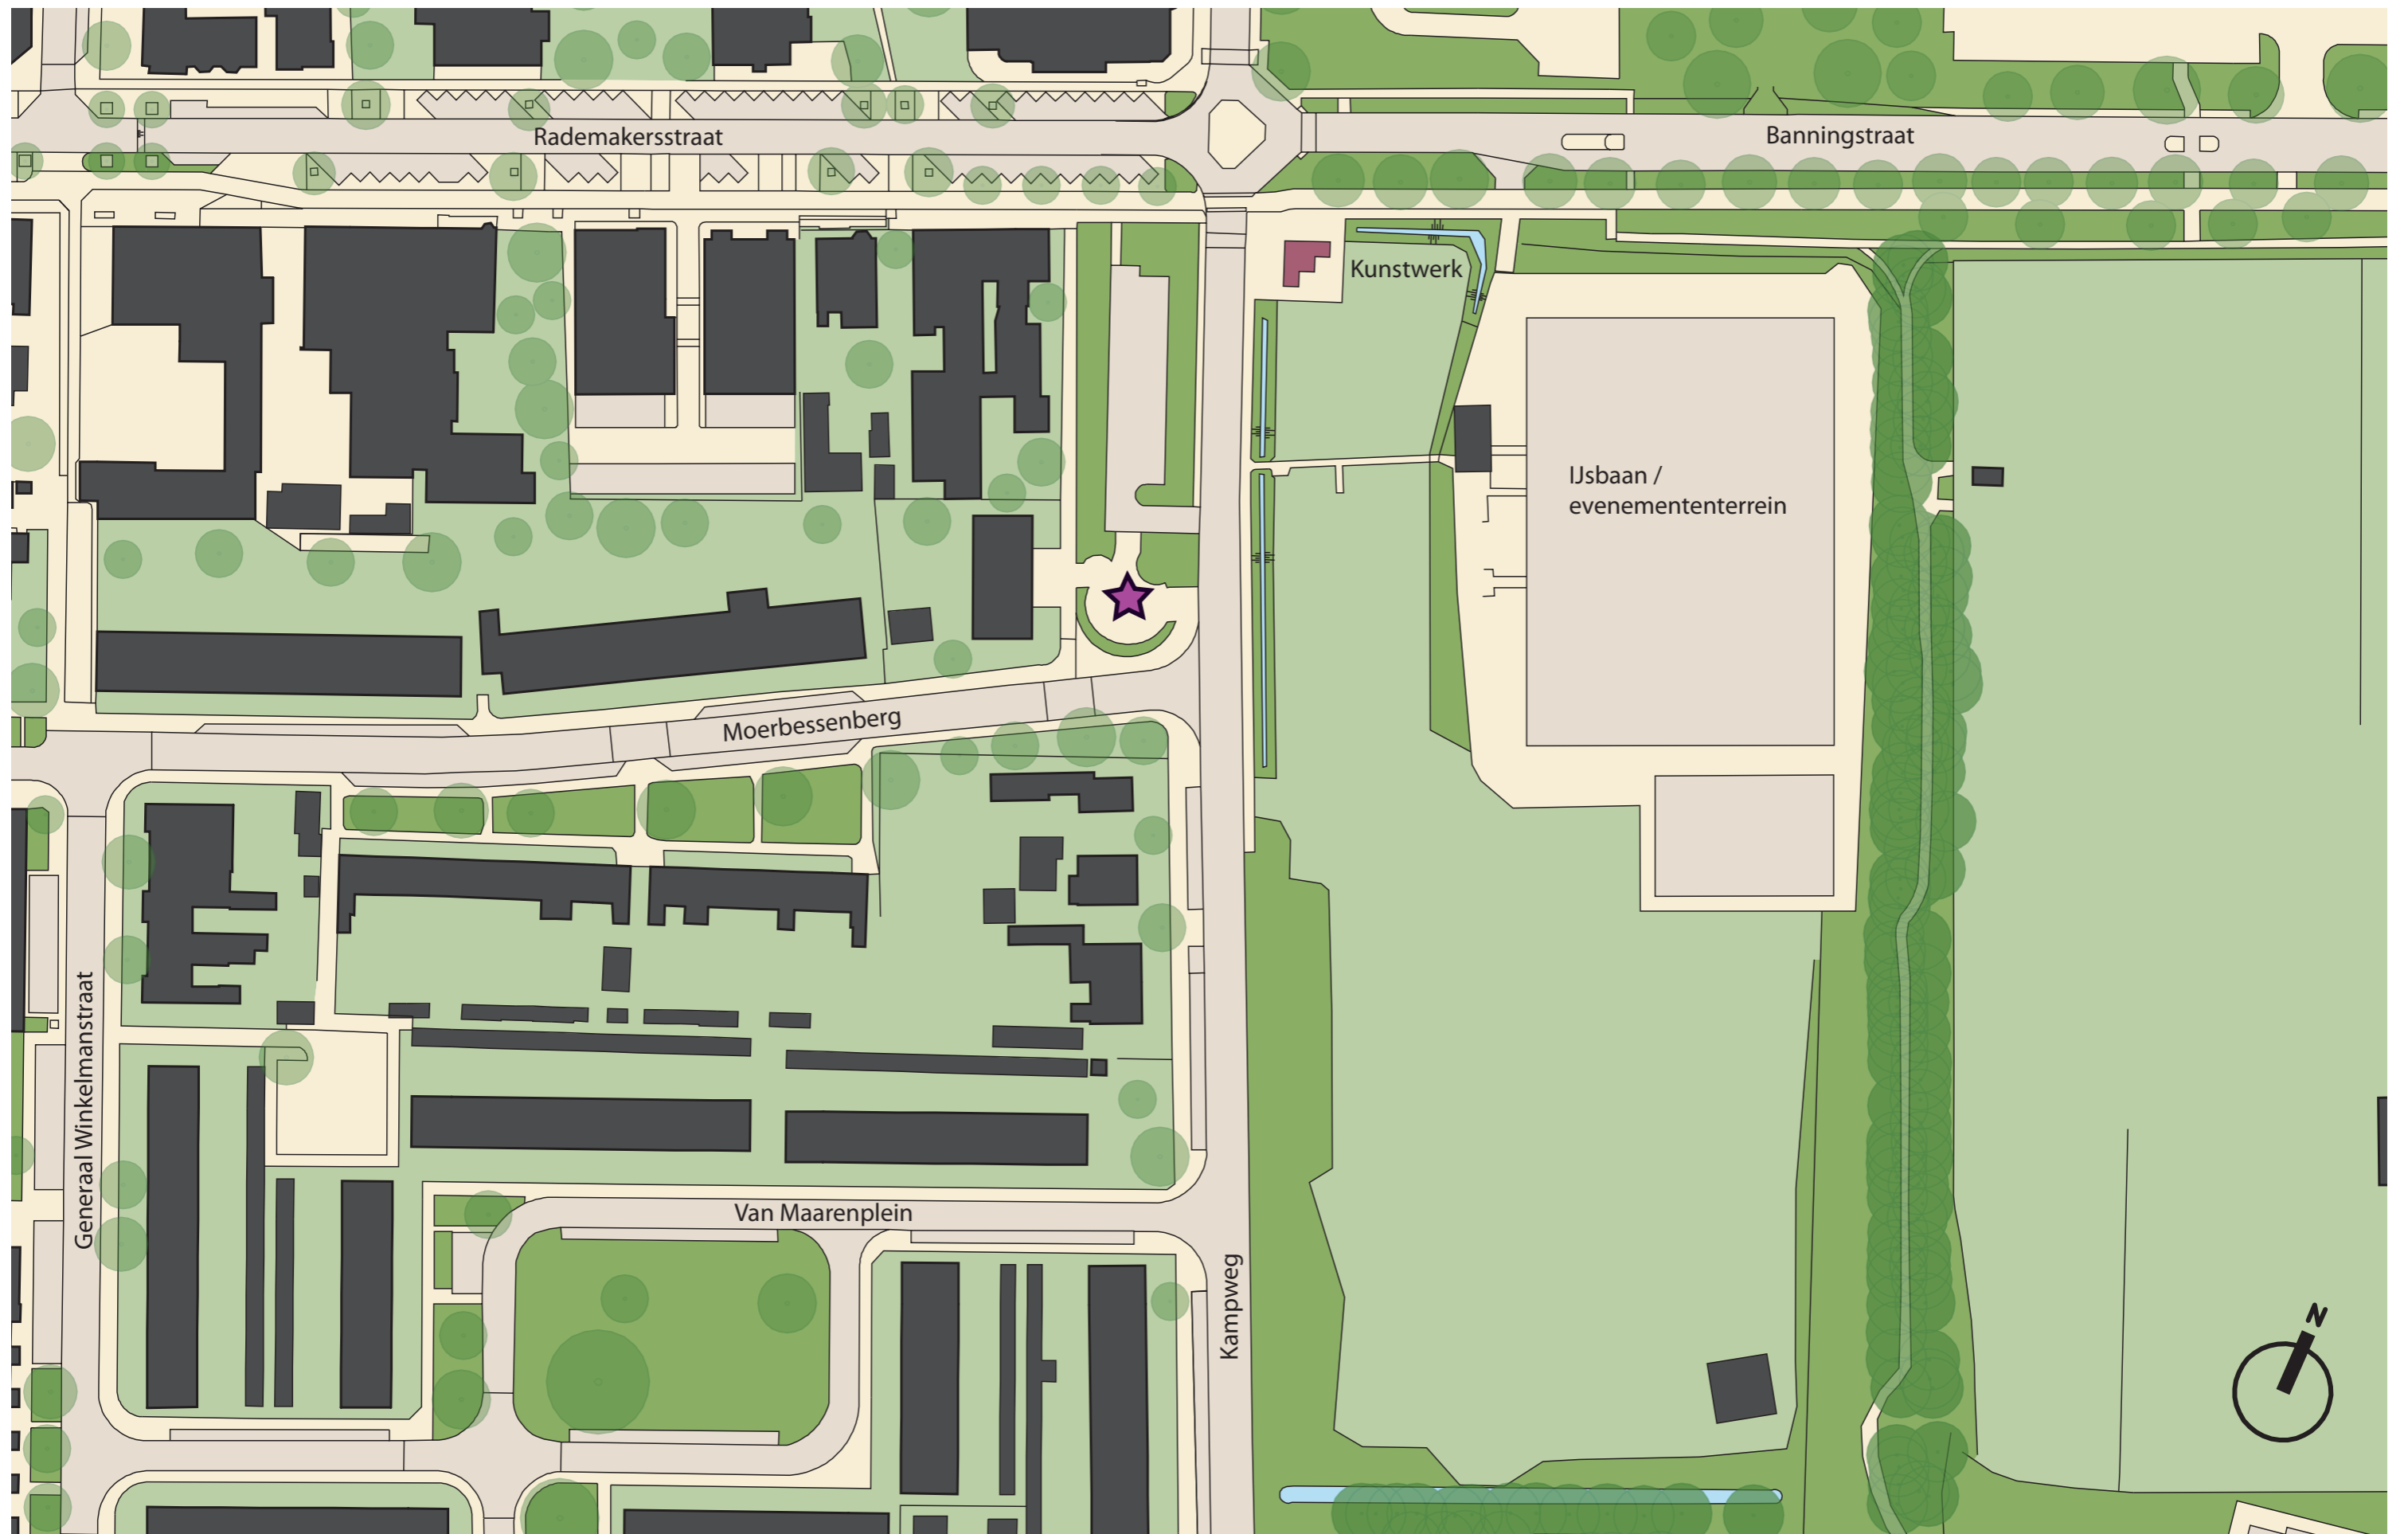 Rademakersstraat
Banningstraat
Kunstwerk
IJsbaan /
evenemententerrein
Moerbessenberg
Generaal Winkelmanstraat
Van Maarenplein
Kampweg
N